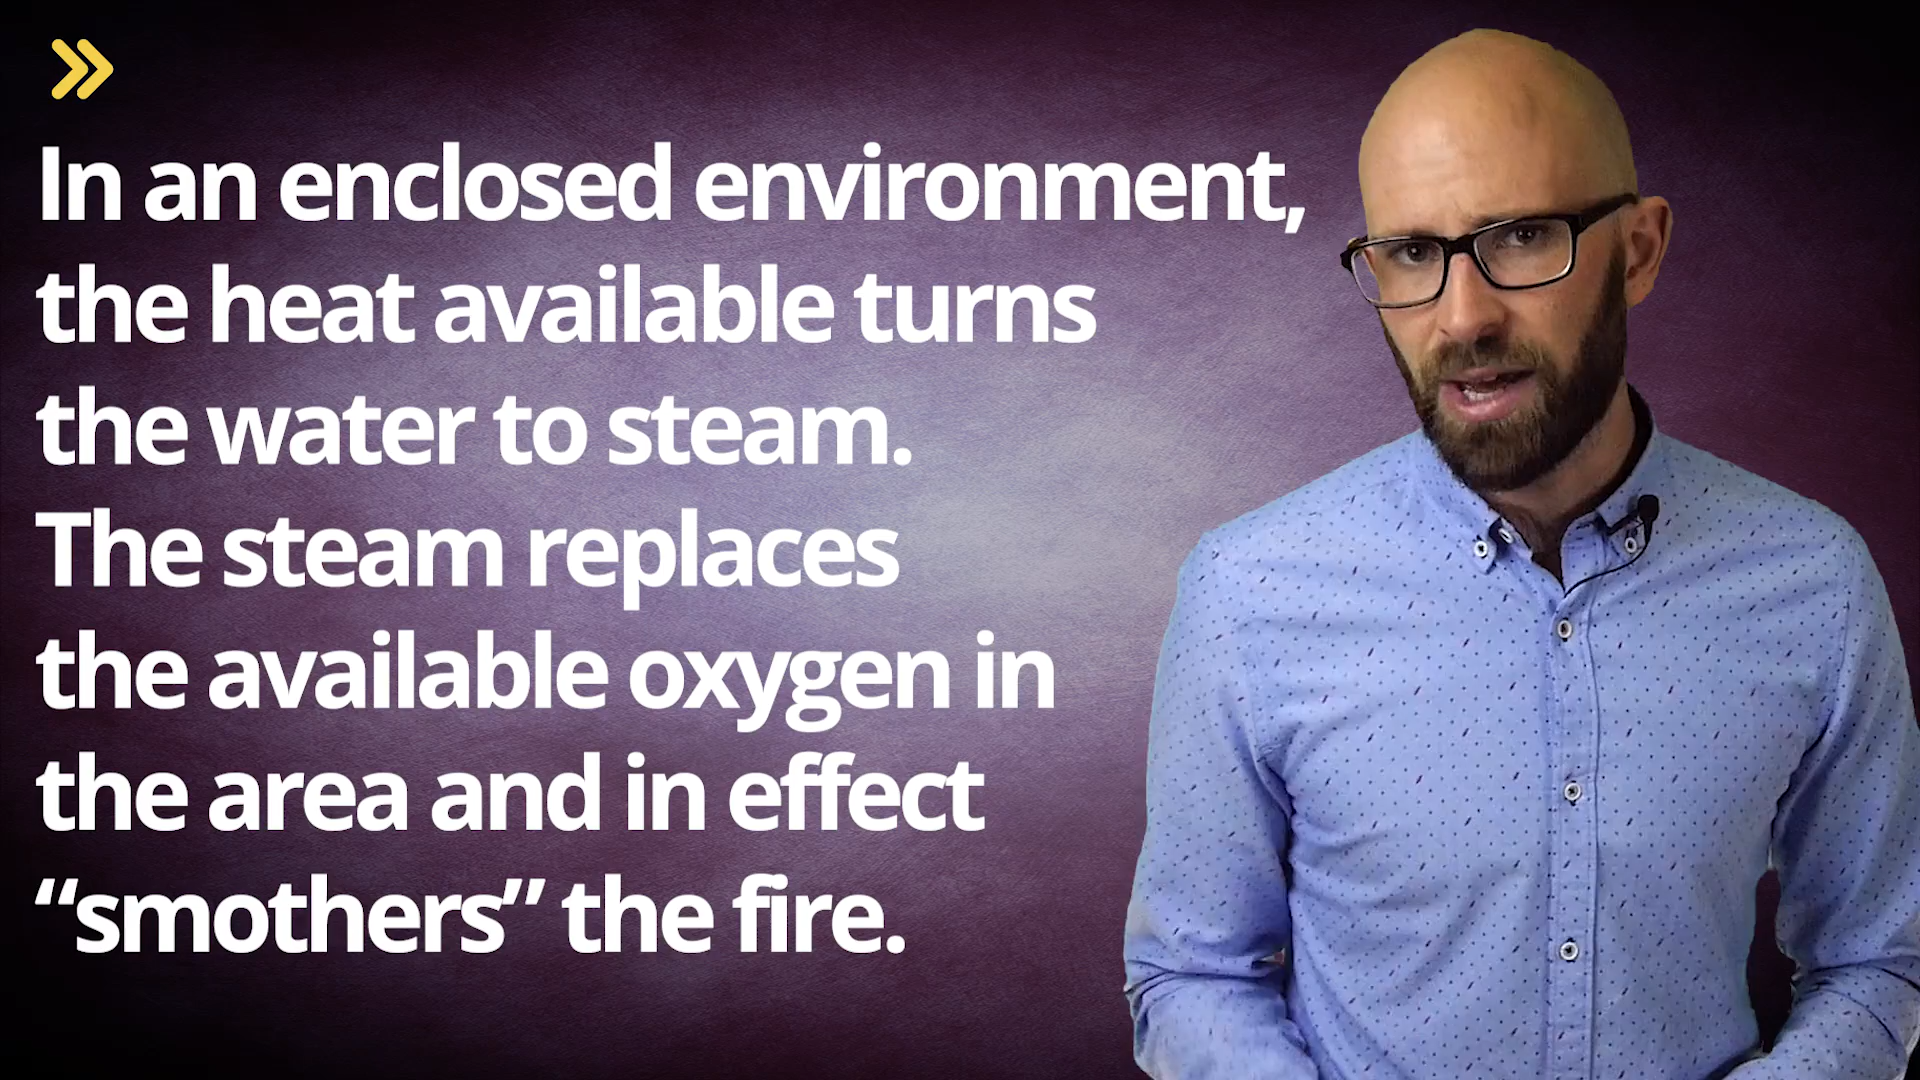 In an enclosed environment,
the heat available turns
the water to steam.
The steam replaces
the available oxygen in
the area and in effect
“smothers” the fire.